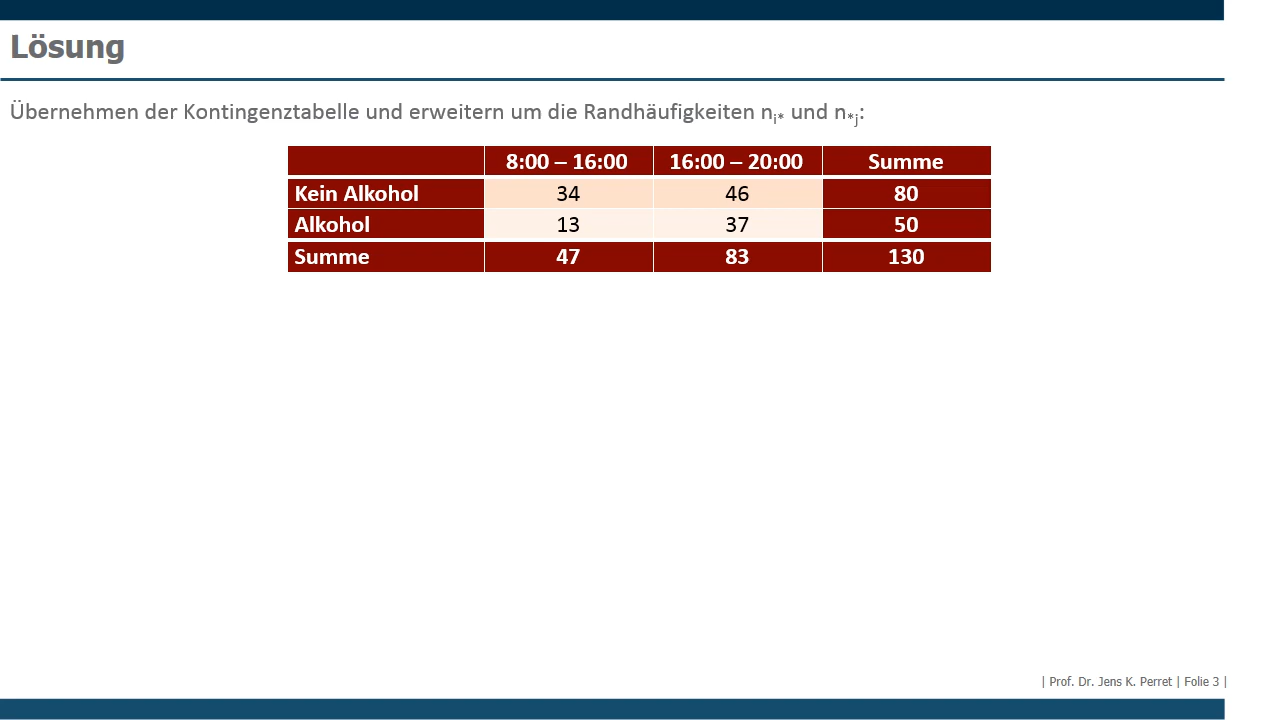 Lösung
Übernehmen der Kontingenztabelle und erweitern um die Randhäufigkeiten nᵢ* und n*ⱼ:
8:00 – 16:00 16:00 – 20:00 Summe
Kein Alkohol 34 46 80
Alkohol 13 37 50
Summe 47 83 130
| Prof. Dr. Jens K. Perret | Folie 3 |